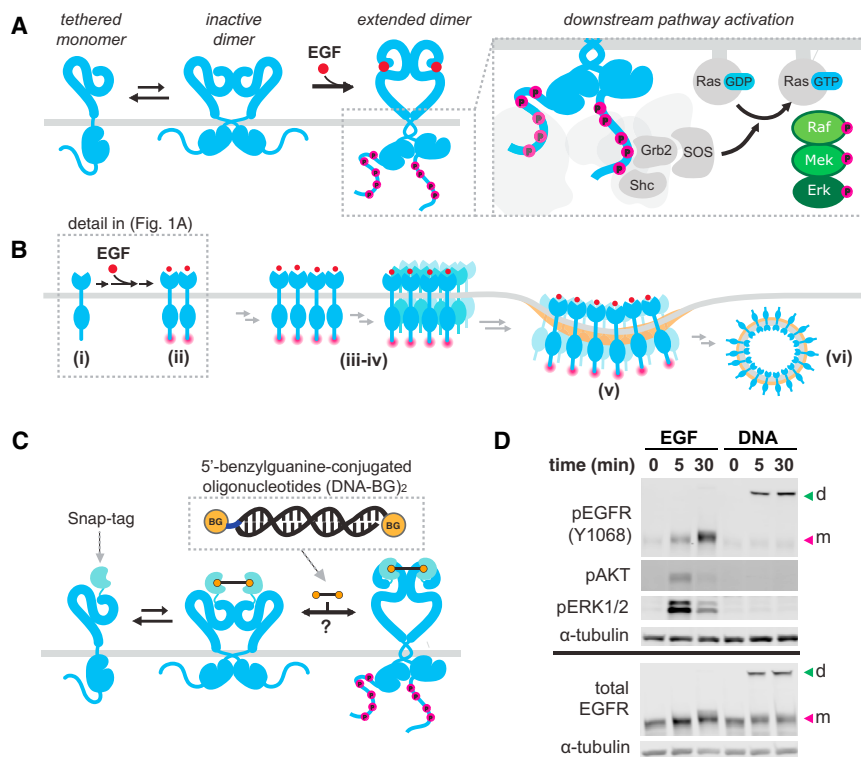 A
tethered monomer
inactive dimer
extended dimer
downstream pathway activation
EGF
P P P P P P P P
P P P P P P P P
Grb2
SOS
Shc
Ras GDP
Ras GTP
Raf P
Mek P
Erk P
detail in (Fig. 1A)
B
EGF
(i)
(ii)
(iii-iv)
(v)
(vi)
C
5'-benzylguanine-conjugated
oligonucleotides (DNA-BG)2
BG BG
Snap-tag
?
P P P P P P P P
D
EGF DNA
time (min) 0 5 30 0 5 30
pEGFR
(Y1068)
d
m
pAKT
pERK1/2
α-tubulin
total
EGFR
d
m
α-tubulin